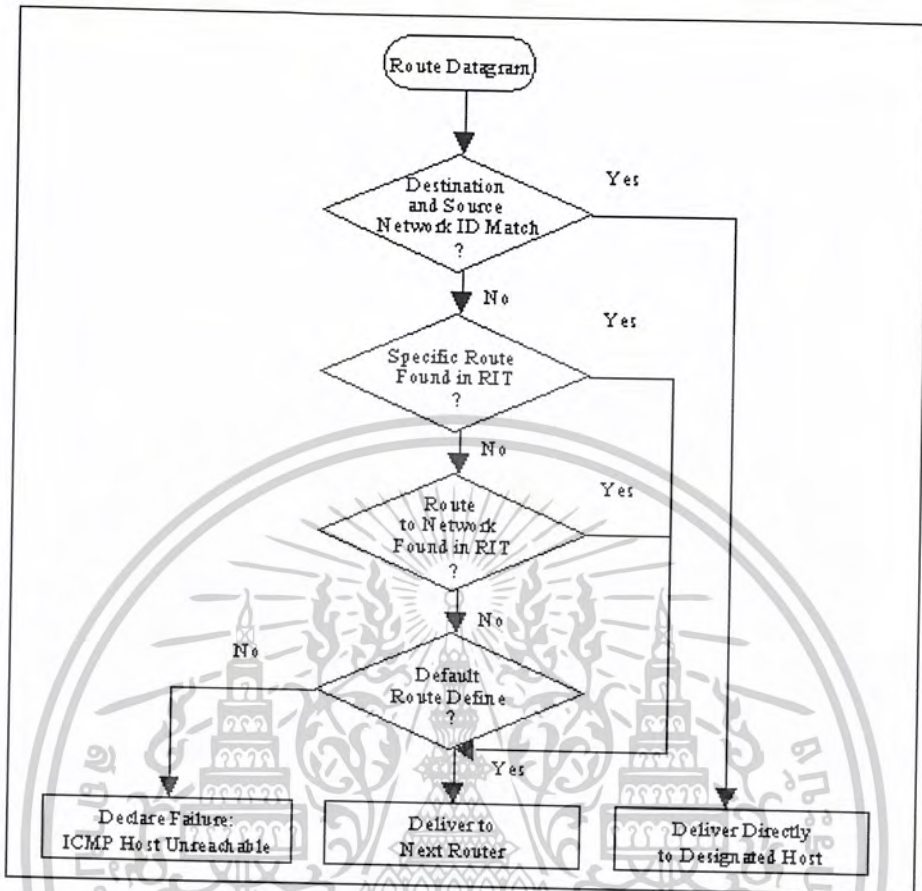 Route Datagram
Destination
and Source
Network ID Match
?
Yes
No
Specific Route
Found in RIT
?
Yes
No
Route
to Network
Found in RIT
?
Yes
No
Default
Route Define
?
No
Yes
Declare Failure:
ICMP Host Unreachable
Deliver to
Next Router
Deliver Directly
to Designated Host